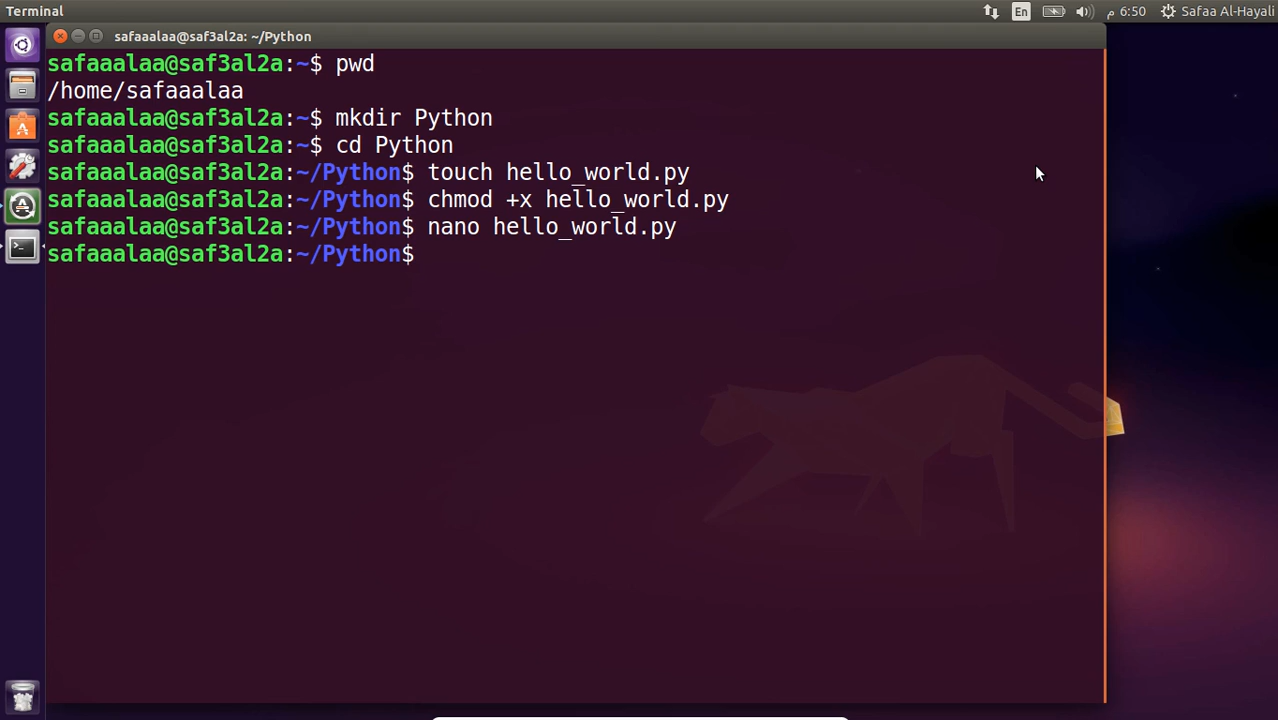 Terminal
En
م 6:50
Safaa Al-Hayali
safaaalaa@saf3al2a: ~/Python
safaaalaa@saf3al2a:~$ pwd
/home/safaaalaa
safaaalaa@saf3al2a:~$ mkdir Python
safaaalaa@saf3al2a:~$ cd Python
safaaalaa@saf3al2a:~/Python$ touch hello_world.py
safaaalaa@saf3al2a:~/Python$ chmod +x hello_world.py
safaaalaa@saf3al2a:~/Python$ nano hello_world.py
safaaalaa@saf3al2a:~/Python$